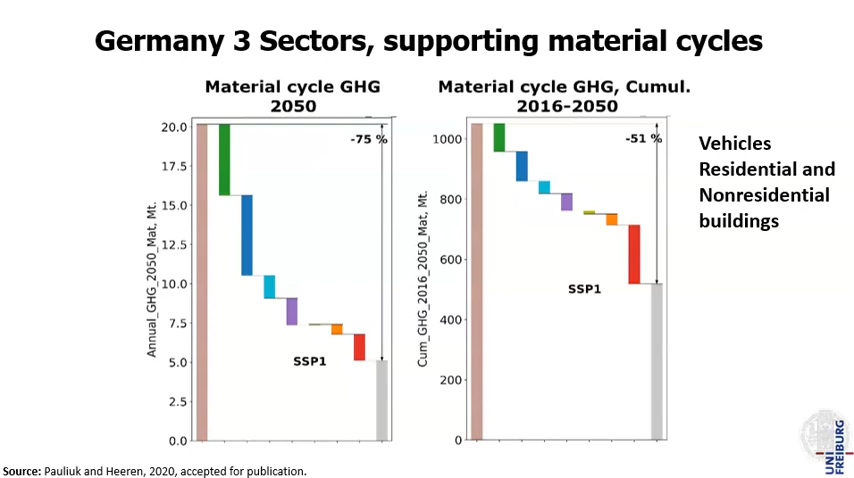 Germany 3 Sectors, supporting material cycles
Material cycle GHG
2050
Annual_GHG_2050_Mat, Mt.
20.0
17.5
15.0
12.5
10.0
7.5
5.0
2.5
0.0
-75 %
SSP1
Material cycle GHG, Cumul.
2016-2050
Cum_GHG_2016_2050_Mat, Mt.
1000
800
600
400
200
0
-51 %
SSP1
Vehicles
Residential and
Nonresidential
buildings
Source: Pauliuk and Heeren, 2020, accepted for publication.
UNI
FREIBURG